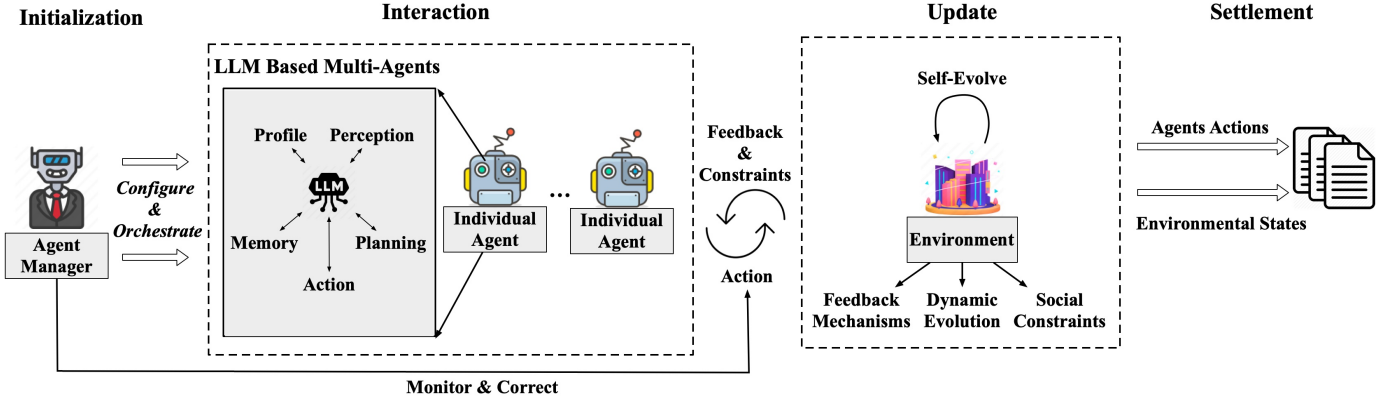 Initialization
Interaction
Update
Settlement
LLM Based Multi-Agents
Profile
Perception
LLM
Memory
Planning
Action
Agent
Manager
Configure
&
Orchestrate
Individual
Agent
...
Individual
Agent
Feedback
&
Constraints
Action
Monitor & Correct
Self-Evolve
Environment
Feedback
Mechanisms
Dynamic
Evolution
Social
Constraints
Agents Actions
Environmental States